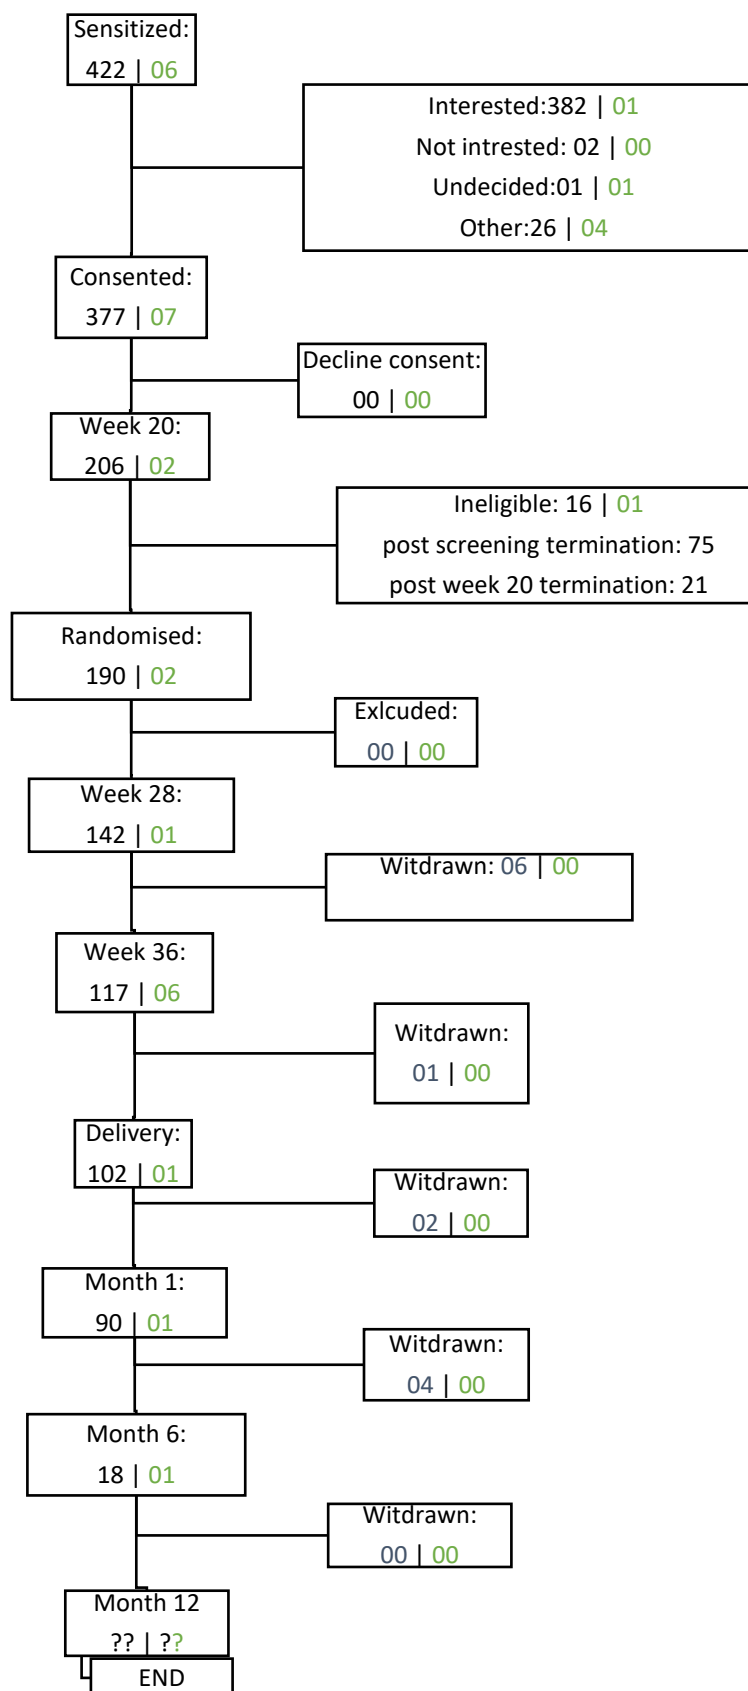 Sensitized:
422 | 06
Interested:382 | 01
Not intrested: 02 | 00
Undecided:01 | 01
Other:26 | 04
Consented:
377 | 07
Decline consent:
00 | 00
Week 20:
206 | 02
Ineligible: 16 | 01
post screening termination: 75
post week 20 termination: 21
Randomised:
190 | 02
Exlcuded:
00 | 00
Week 28:
142 | 01
Witdrawn: 06 | 00
Week 36:
117 | 06
Witdrawn:
01 | 00
Delivery:
102 | 01
Witdrawn:
02 | 00
Month 1:
90 | 01
Witdrawn:
04 | 00
Month 6:
18 | 01
Witdrawn:
00 | 00
Month 12
?? | ??
END